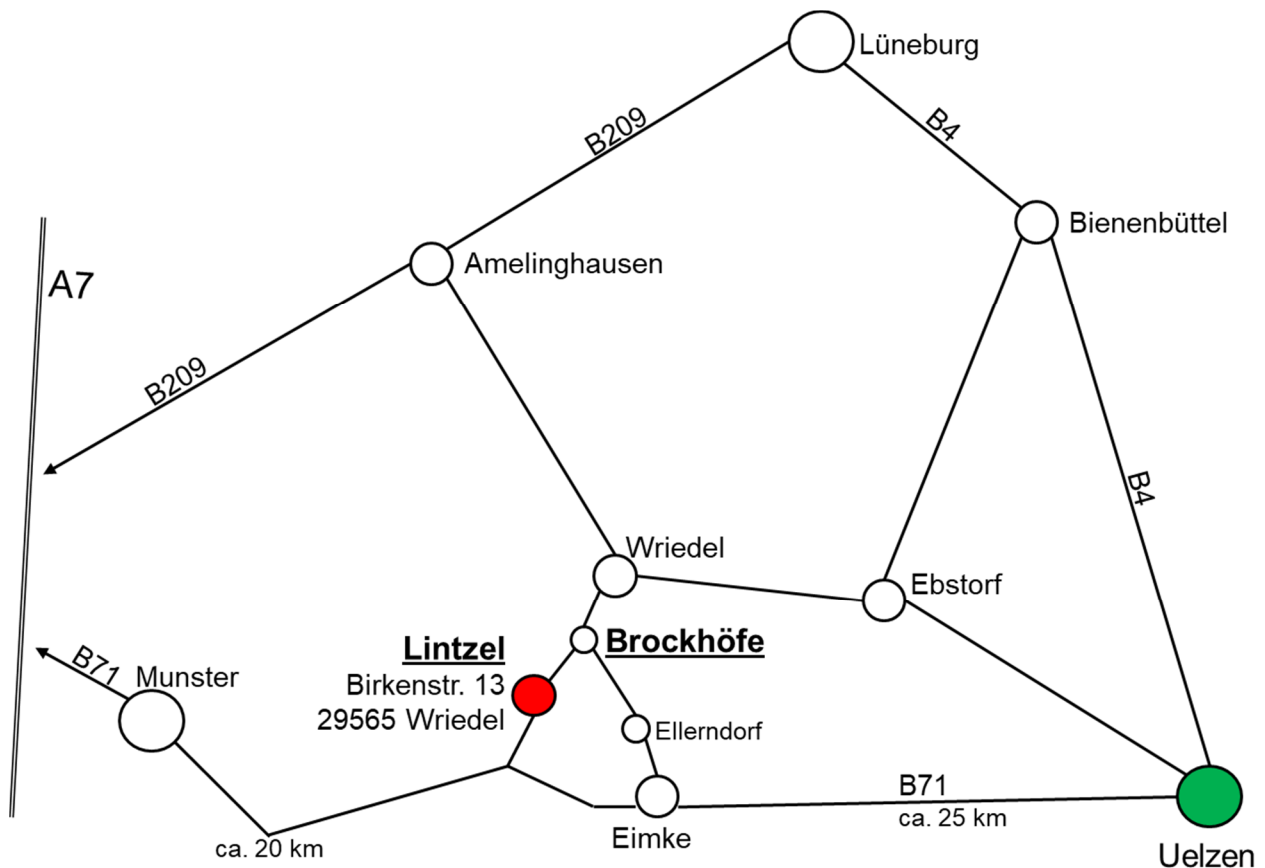 Lüneburg
B209
B4
Bienenbüttel
Amelinghausen
A7
B209
B4
Wriedel
Ebstorf
Lintzel
Brockhöfe
Birkenstr. 13
29565 Wriedel
B71
Munster
Ellerndorf
B71
ca. 25 km
Eimke
ca. 20 km
Uelzen